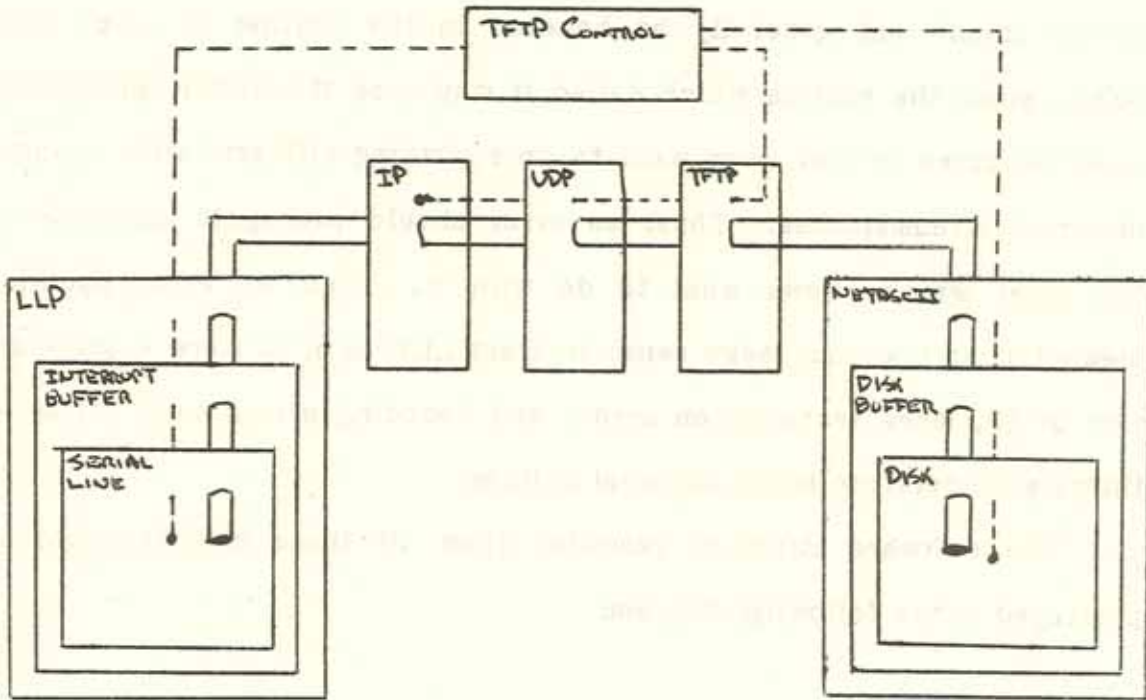 TFTP CONTROL
IP
UDP
TFTP
LLP
INTERRUPT
BUFFER
SERIAL
LINE
NETASCII
DISK
BUFFER
DISK